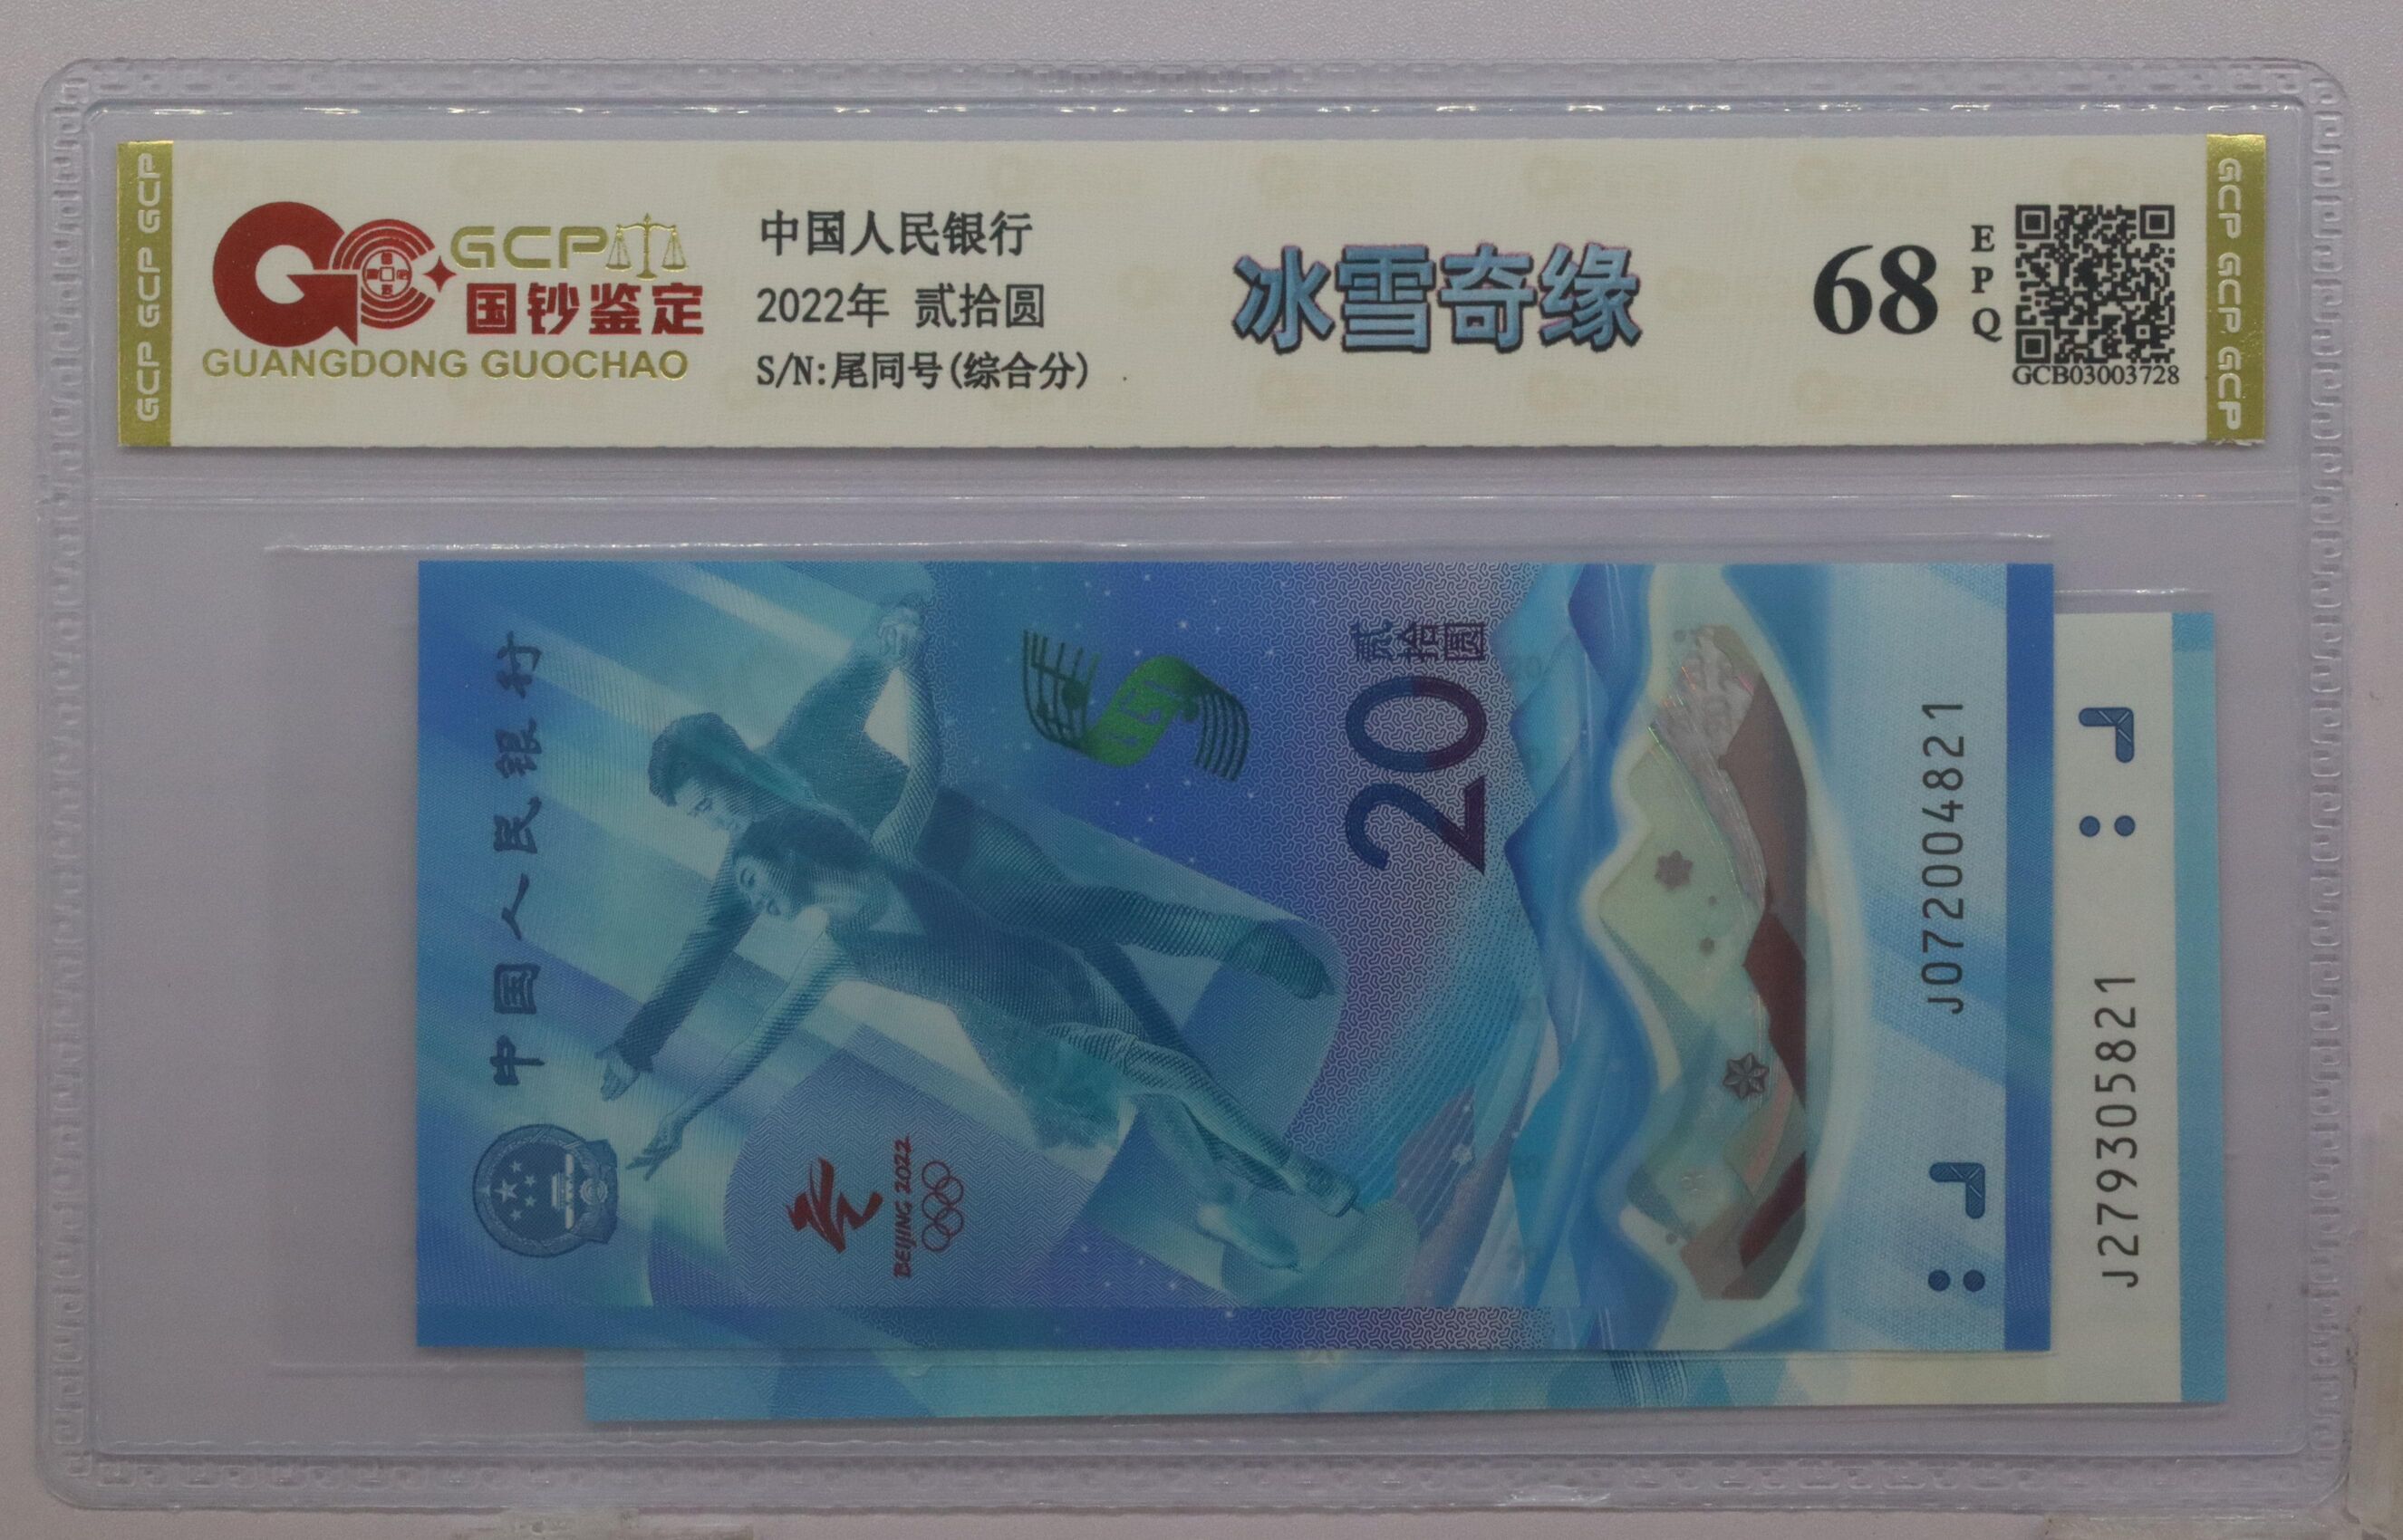 GCP GCP GCP
GCP
国钞鉴定
GUANGDONG GUOCHAO
中国人民银行
2022年 贰拾圆
S/N:尾同号(综合分)
冰雪奇缘
68
EPQ
GCB03003728
GCP GCP GCP
中国人民银行
BEIJING 2022
贰拾圆
20
J072004821
J279305821